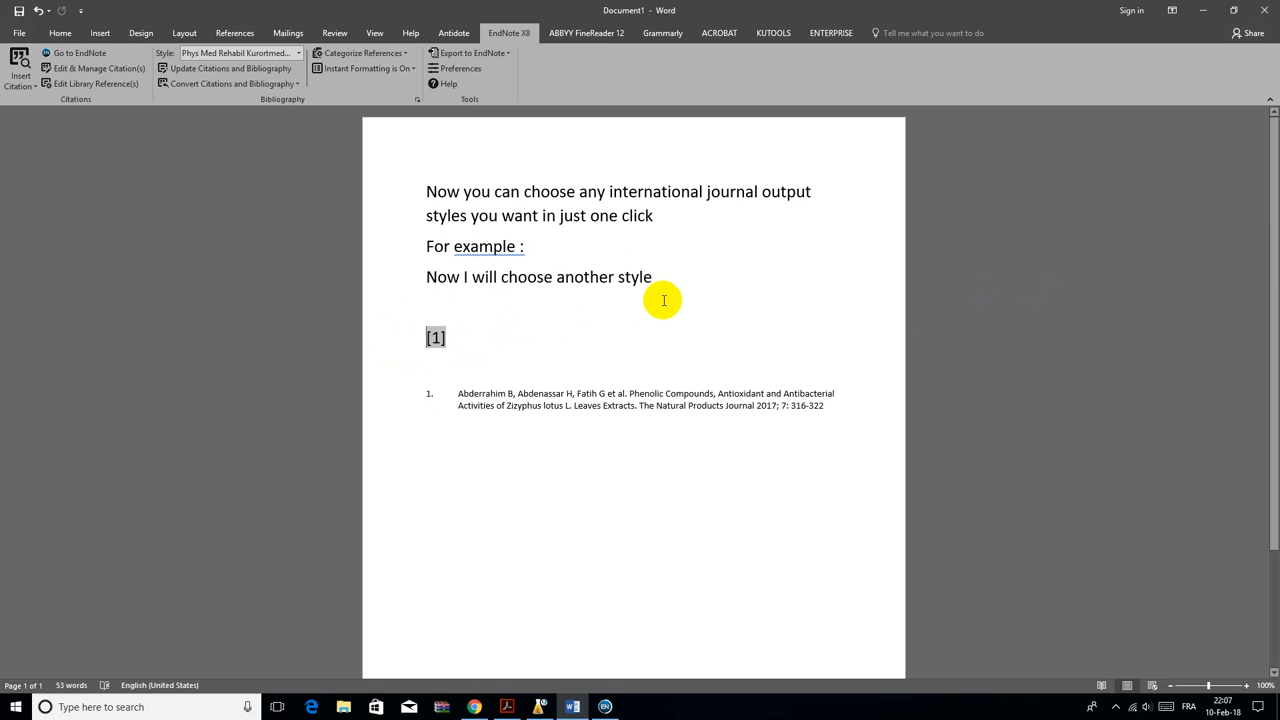 Document1 - Word
Sign in
File Home Insert Design Layout References Mailings Review View Help Antidote EndNote X8 ABBYY FineReader 12 Grammarly ACROBAT KUTOOLS ENTERPRISE Tell me what you want to do Share
Insert
Citation
Go to EndNote
Edit & Manage Citation(s)
Edit Library Reference(s)
Citations
Style: Phys Med Rehabil Kurortmed...
Update Citations and Bibliography
Convert Citations and Bibliography
Categorize References
Instant Formatting is On
Bibliography
Export to EndNote
Preferences
Help
Tools
Now you can choose any international journal output
styles you want in just one click
For example :
Now I will choose another style
[1]
1. Abderrahim B, Abdenassar H, Fatih G et al. Phenolic Compounds, Antioxidant and Antibacterial
Activities of Zizyphus lotus L. Leaves Extracts. The Natural Products Journal 2017; 7: 316-322
Page 1 of 1 53 words English (United States) 100%
Type here to search
EN
FRA
22:07
10-Feb-18